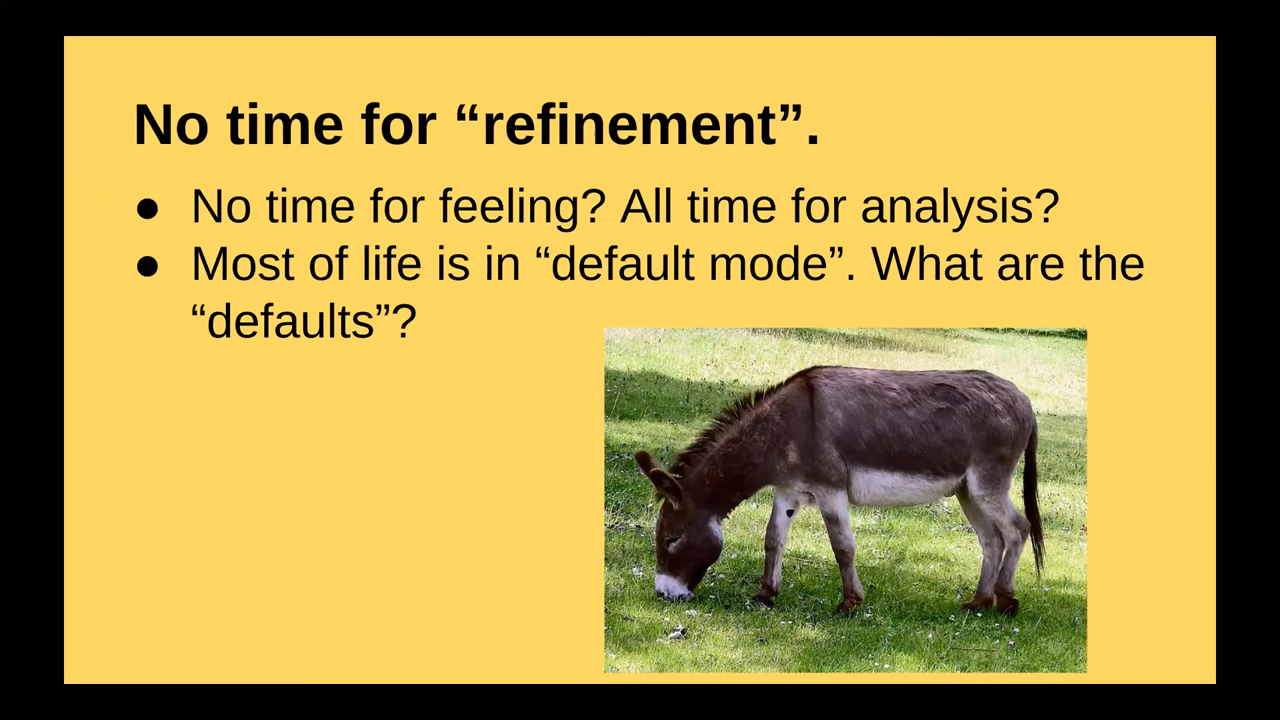 No time for “refinement”.
● No time for feeling? All time for analysis?
● Most of life is in “default mode”. What are the
“defaults”?